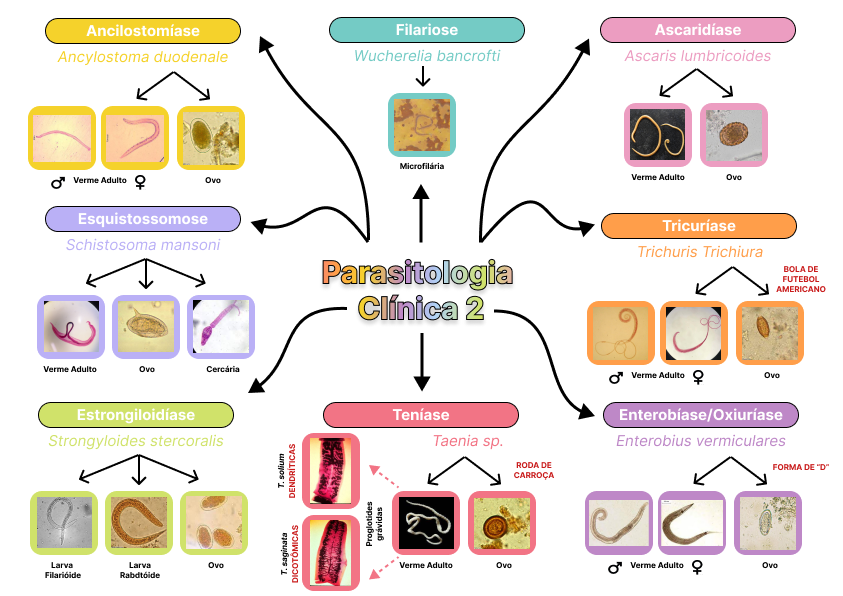 Ancilostomíase
Ancylostoma duodenale
♂ Verme Adulto ♀
Ovo
Filariose
Wucherelia bancrofti
Microfilária
Ascaridíase
Ascaris lumbricoides
Verme Adulto
Ovo
Esquistossomose
Schistosoma mansoni
Verme Adulto
Ovo
Cercária
Parasitologia
Clínica 2
Tricuríase
Trichuris Trichiura
BOLA DE
FUTEBOL
AMERICANO
♂ Verme Adulto ♀
Ovo
Estrongiloidíase
Strongyloides stercoralis
Larva
Filarióide
Larva
Rabdtóide
Ovo
Teníase
Taenia sp.
T. solium
DENDRÍTICAS
T. saginata
DICOTÔMICAS
Proglotes
grávidas
RODA DE
CARROÇA
Verme Adulto
Ovo
Enterobíase/Oxiuríase
Enterobius vermiculares
FORMA DE "D"
♂ Verme Adulto ♀
Ovo